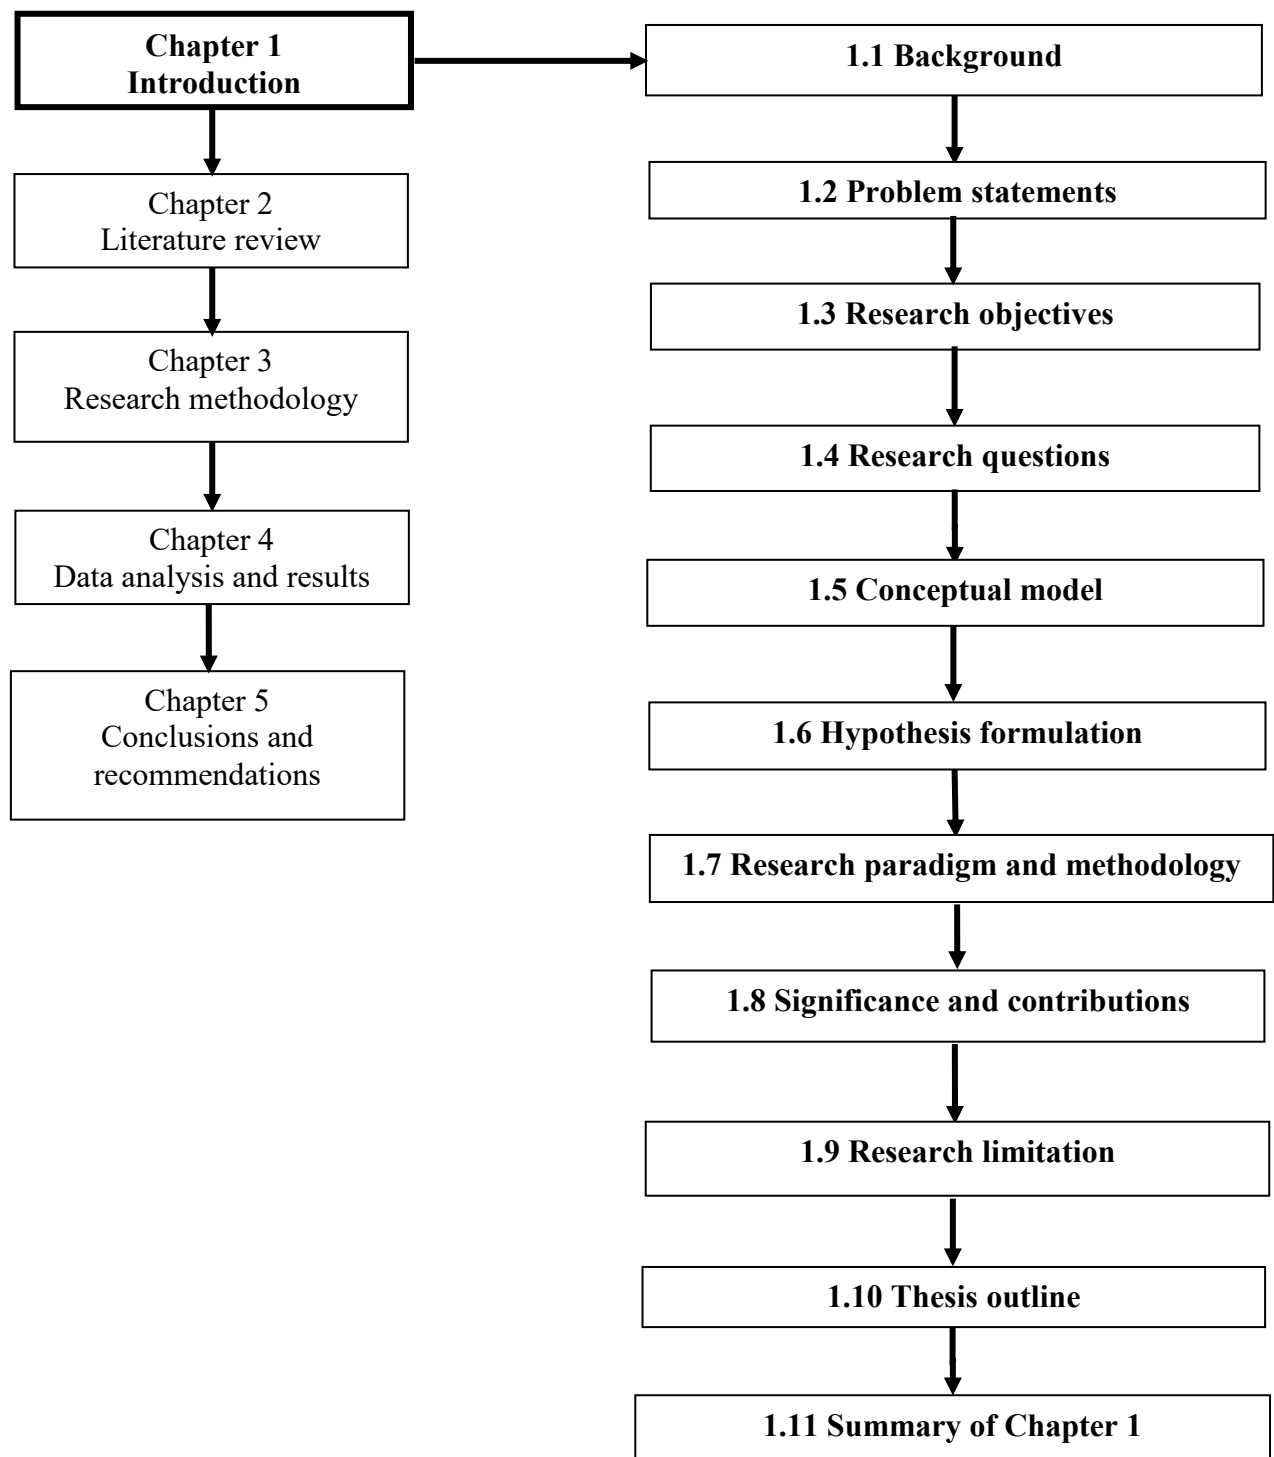 Chapter 1
Introduction
Chapter 2
Literature review
Chapter 3
Research methodology
Chapter 4
Data analysis and results
Chapter 5
Conclusions and
recommendations
1.1 Background
1.2 Problem statements
1.3 Research objectives
1.4 Research questions
1.5 Conceptual model
1.6 Hypothesis formulation
1.7 Research paradigm and methodology
1.8 Significance and contributions
1.9 Research limitation
1.10 Thesis outline
1.11 Summary of Chapter 1